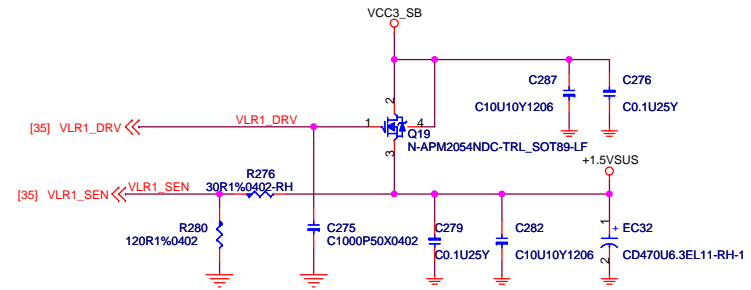 VCC3_SB
C287
C276
C10U10Y1206
C0.1U25Y
2
[35] VLR1_DRV
VLR1_DRV
1
4
Q19
N-APM2054NDC-TRL_SOT89-LF
3
+1.5VSUS
R276
[35] VLR1_SEN
VLR1_SEN
30R1%0402-RH
R280
120R1%0402
C275
C1000P50X0402
C279
C0.1U25Y
C282
C10U10Y1206
1
+
EC32
2
CD470U6.3EL11-RH-1